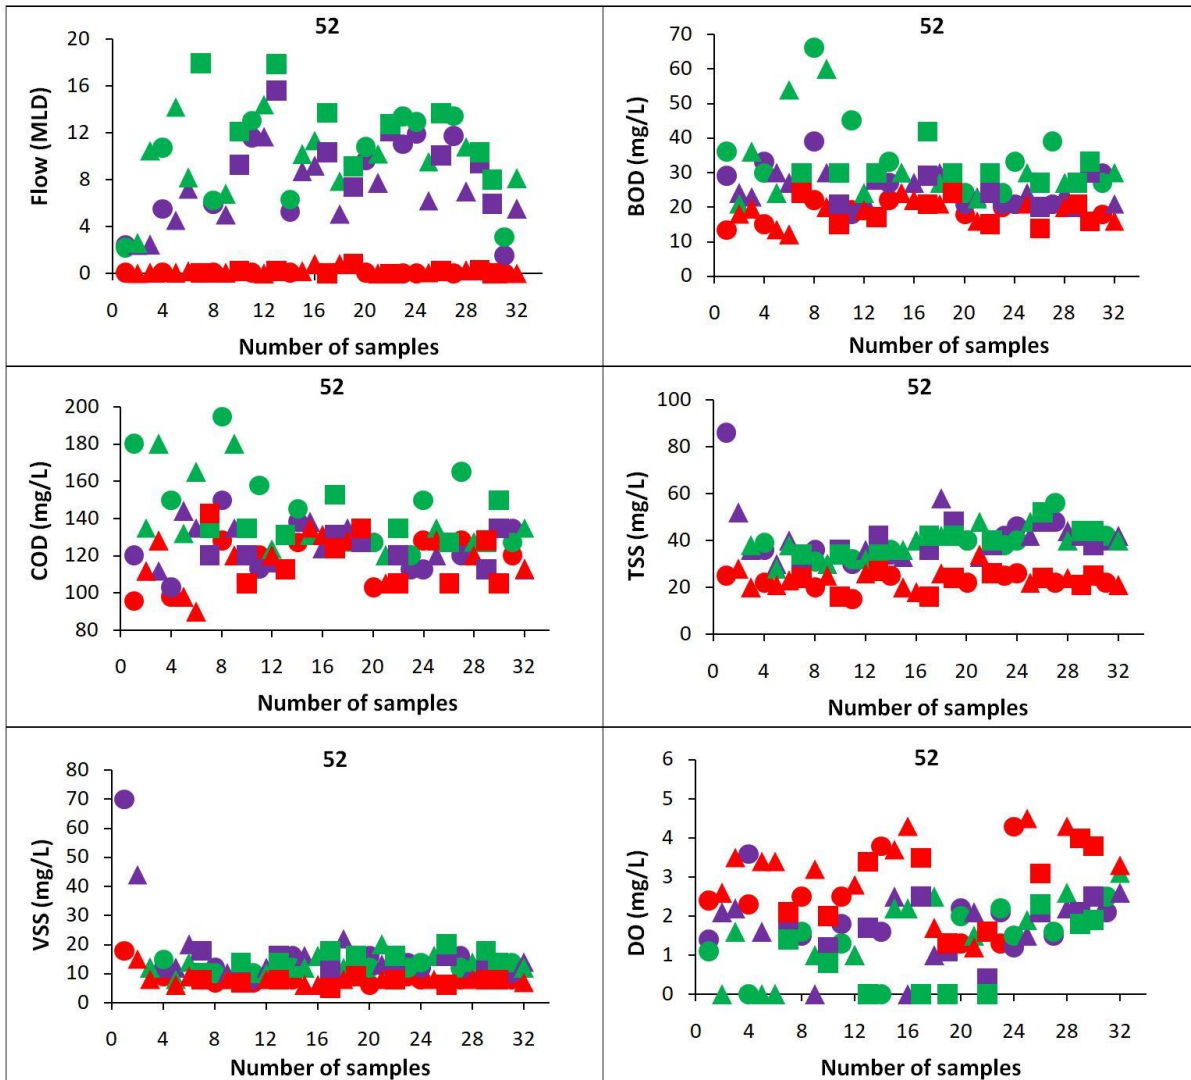 52
Flow (MLD)
20
16
12
8
4
0
0 4 8 12 16 20 24 28 32
Number of samples
52
BOD (mg/L)
70
60
50
40
30
20
10
0
0 4 8 12 16 20 24 28 32
Number of samples
52
COD (mg/L)
200
180
160
140
120
100
80
0 4 8 12 16 20 24 28 32
Number of samples
52
TSS (mg/L)
100
80
60
40
20
0
0 4 8 12 16 20 24 28 32
Number of samples
52
VSS (mg/L)
80
70
60
50
40
30
20
10
0
0 4 8 12 16 20 24 28 32
Number of samples
52
DO (mg/L)
6
5
4
3
2
1
0
0 4 8 12 16 20 24 28 32
Number of samples